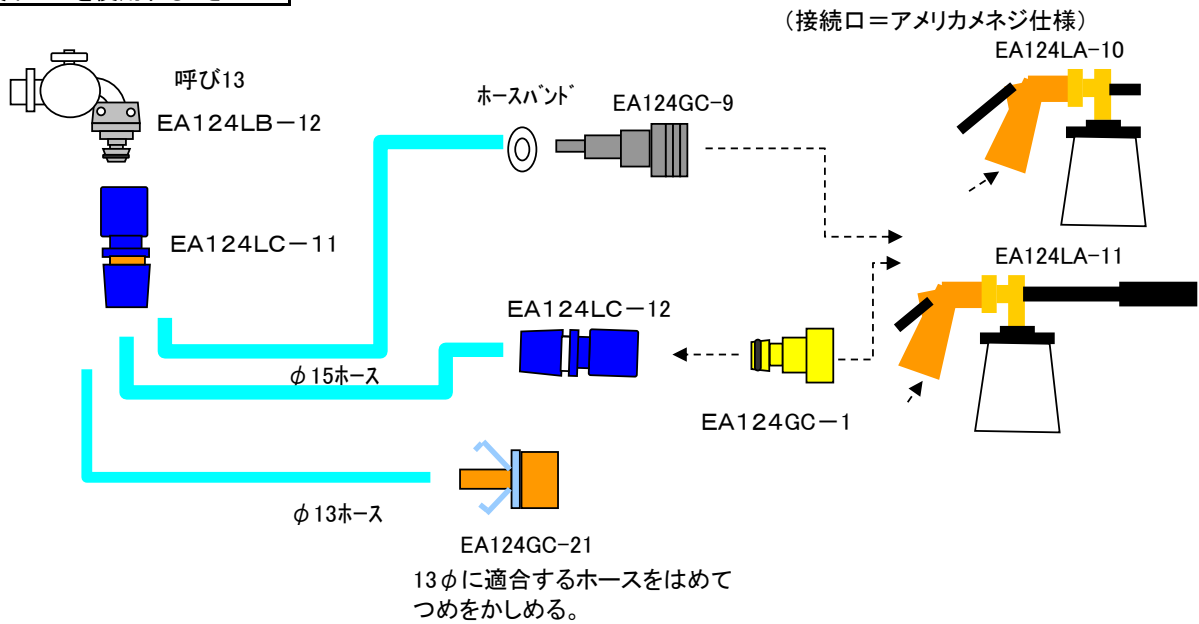 (接続口=アメリカメネジ仕様)
EA124LA-10
呼び13
EA124LB-12
ホースバンド
EA124GC-9
EA124LC-11
EA124LA-11
EA124LC-12
φ15ホース
EA124GC-1
φ13ホース
EA124GC-21
13φに適合するホースをはめて
つめをかしめる。